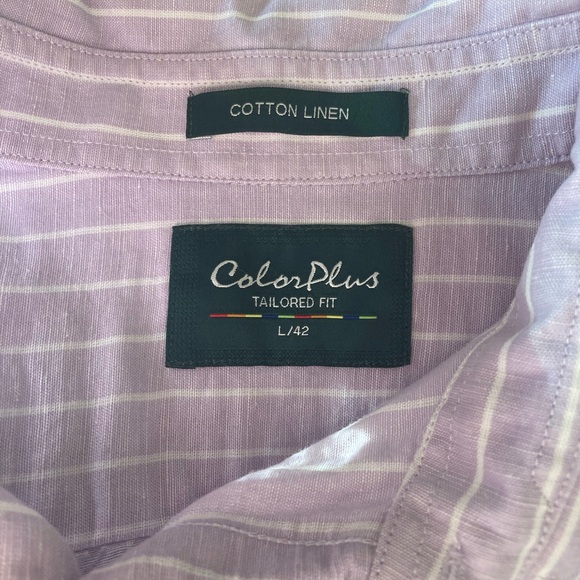 COTTON LINEN
ColorPlus
TAILORED FIT
L/42